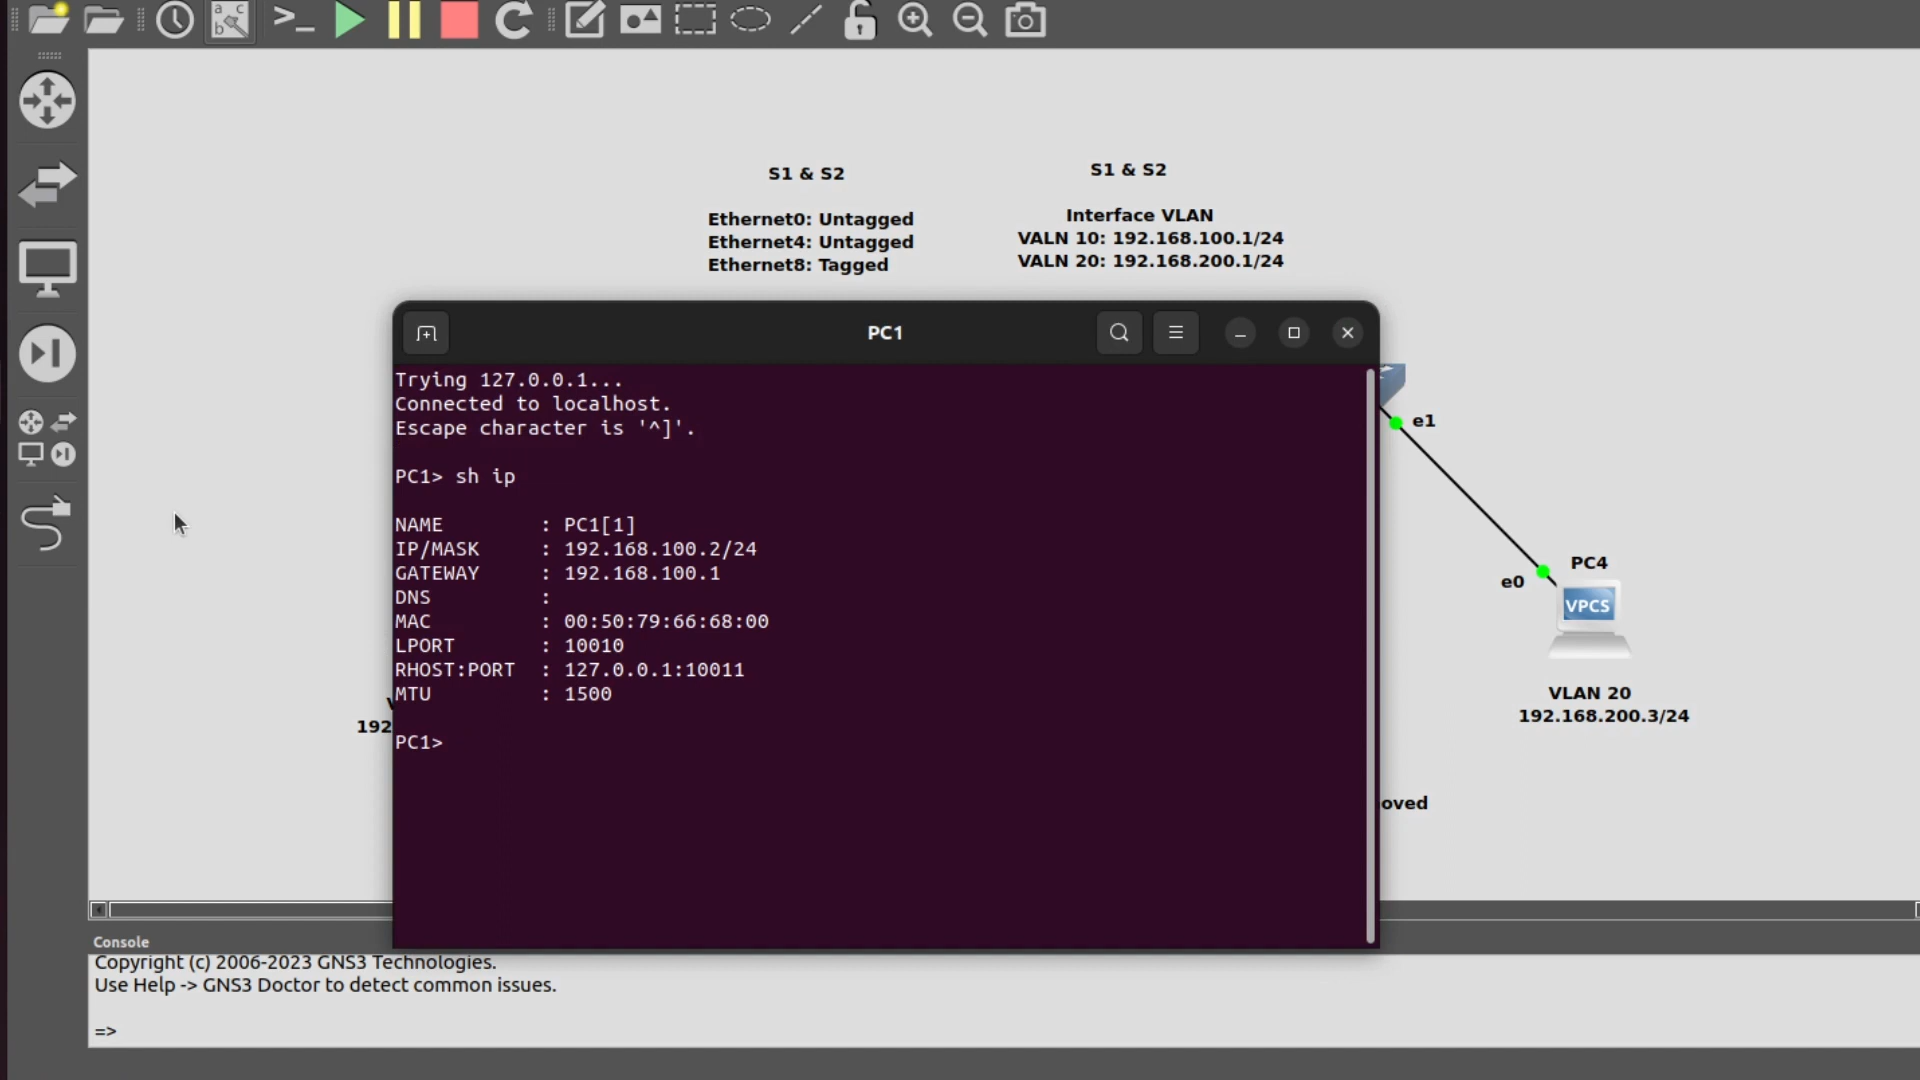 S1 & S2
Ethernet0: Untagged
Ethernet4: Untagged
Ethernet8: Tagged
S1 & S2
Interface VLAN
VALN 10: 192.168.100.1/24
VALN 20: 192.168.200.1/24
PC1
Trying 127.0.0.1...
Connected to localhost.
Escape character is '^]'.
PC1> sh ip
NAME : PC1[1]
IP/MASK : 192.168.100.2/24
GATEWAY : 192.168.100.1
DNS :
MAC : 00:50:79:66:68:00
LPORT : 10010
RHOST:PORT : 127.0.0.1:10011
MTU : 1500
PC1>
192
e1
e0
PC4
VPCS
VLAN 20
192.168.200.3/24
oved
Console
Copyright (c) 2006-2023 GNS3 Technologies.
Use Help -> GNS3 Doctor to detect common issues.
=>